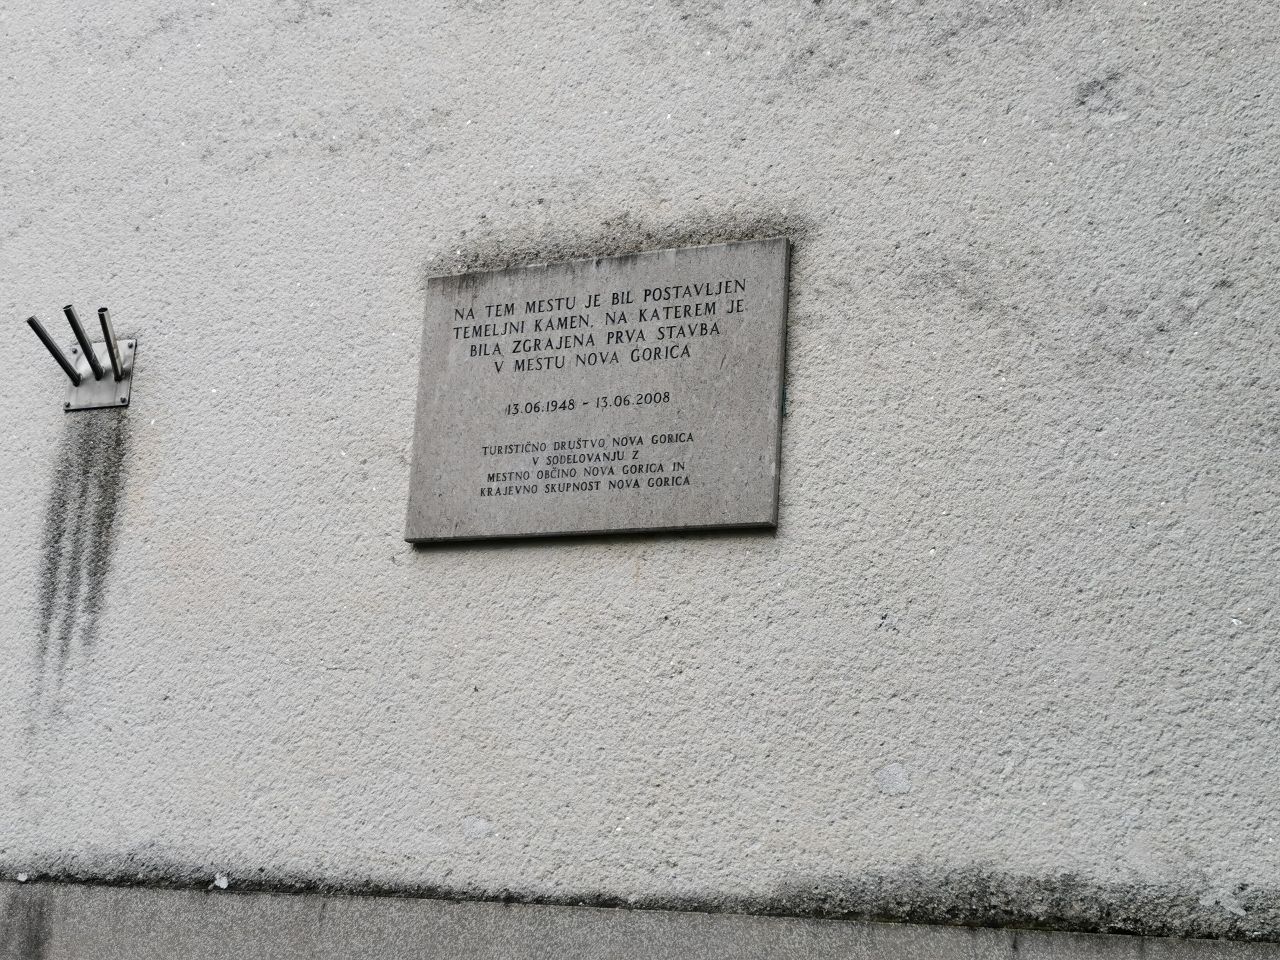 NA TEM MESTU JE BIL POSTAVLJEN
TEMELJNI KAMEN, NA KATEREM JE
BILA ZGRAJENA PRVA STAVBA
V MESTU NOVA GORICA
13.06.1948 - 13.06.2008
TURISTIČNO DRUŠTVO NOVA GORICA
V SODELOVANJU Z
MESTNO OBČINO NOVA GORICA IN
KRAJEVNO SKUPNOST NOVA GORICA